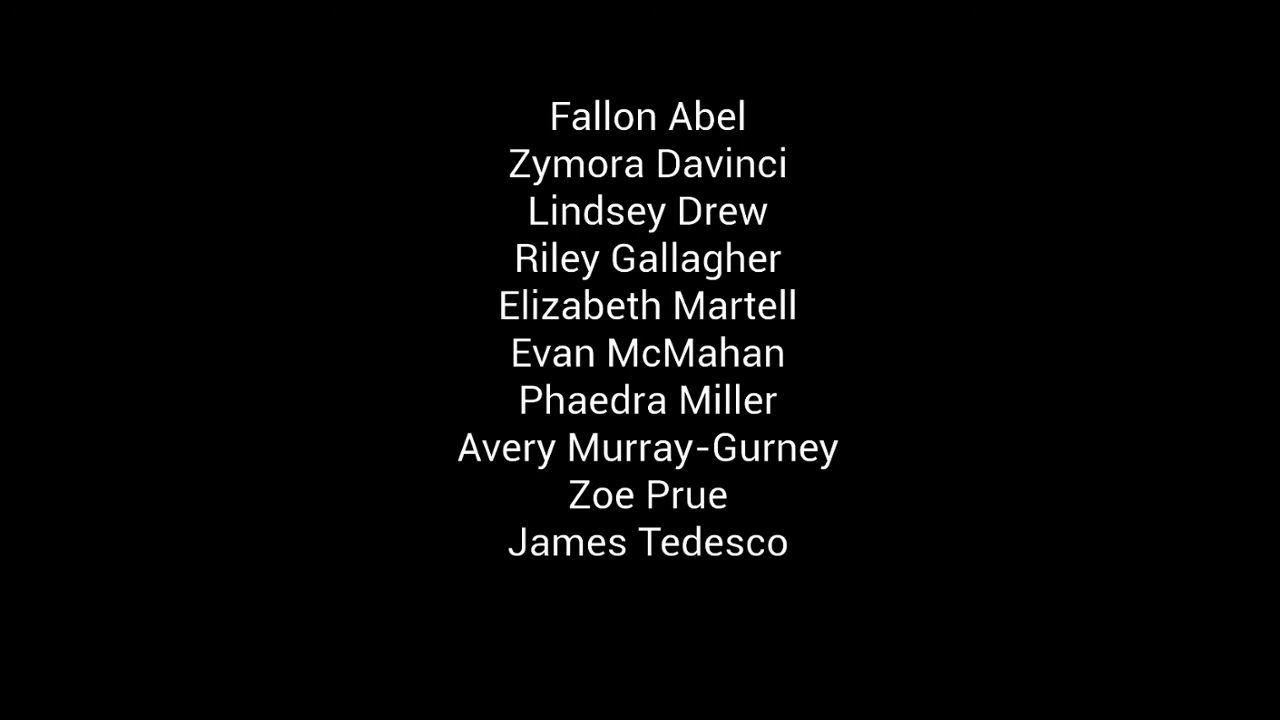 Fallon Abel
Zymora Davinci
Lindsey Drew
Riley Gallagher
Elizabeth Martell
Evan McMahan
Phaedra Miller
Avery Murray-Gurney
Zoe Prue
James Tedesco